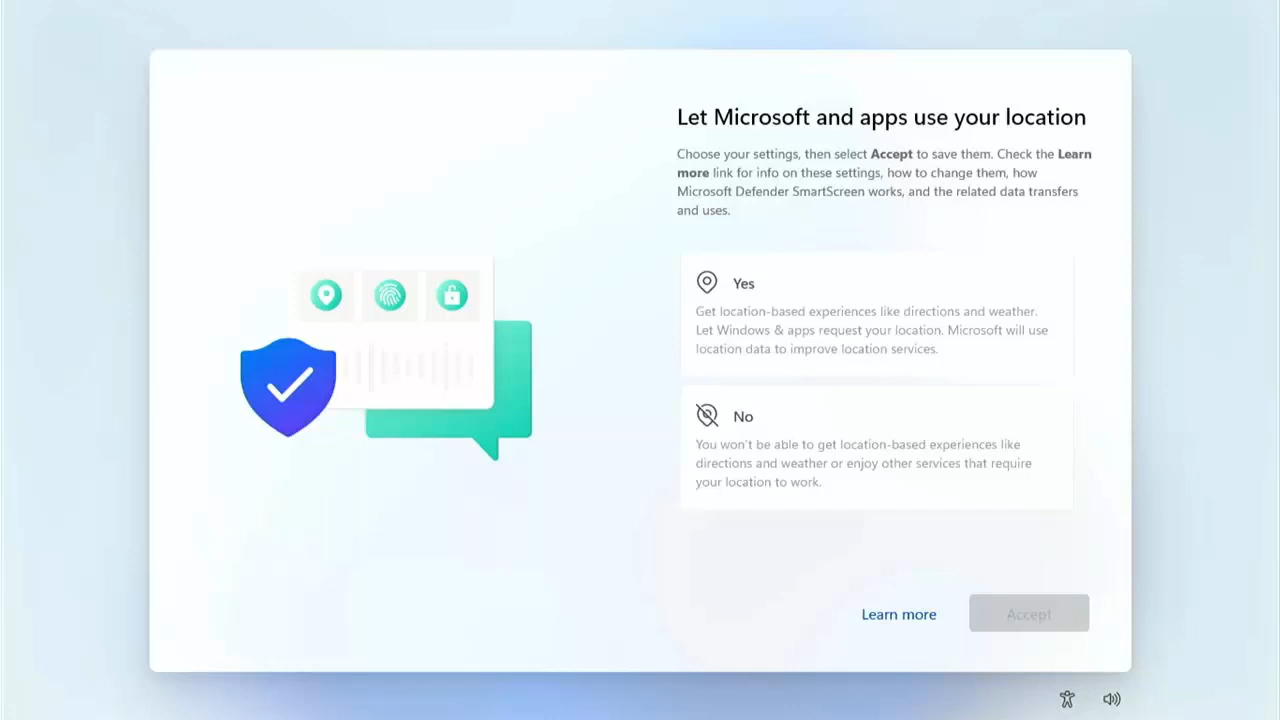 Let Microsoft and apps use your location
Choose your settings, then select Accept to save them. Check the Learn
more link for info on these settings, how to change them, how
Microsoft Defender SmartScreen works, and the related data transfers
and uses.
Yes
Get location-based experiences like directions and weather.
Let Windows & apps request your location. Microsoft will use
location data to improve location services.
No
You won't be able to get location-based experiences like
directions and weather or enjoy other services that require
your location to work.
Learn more
Accept